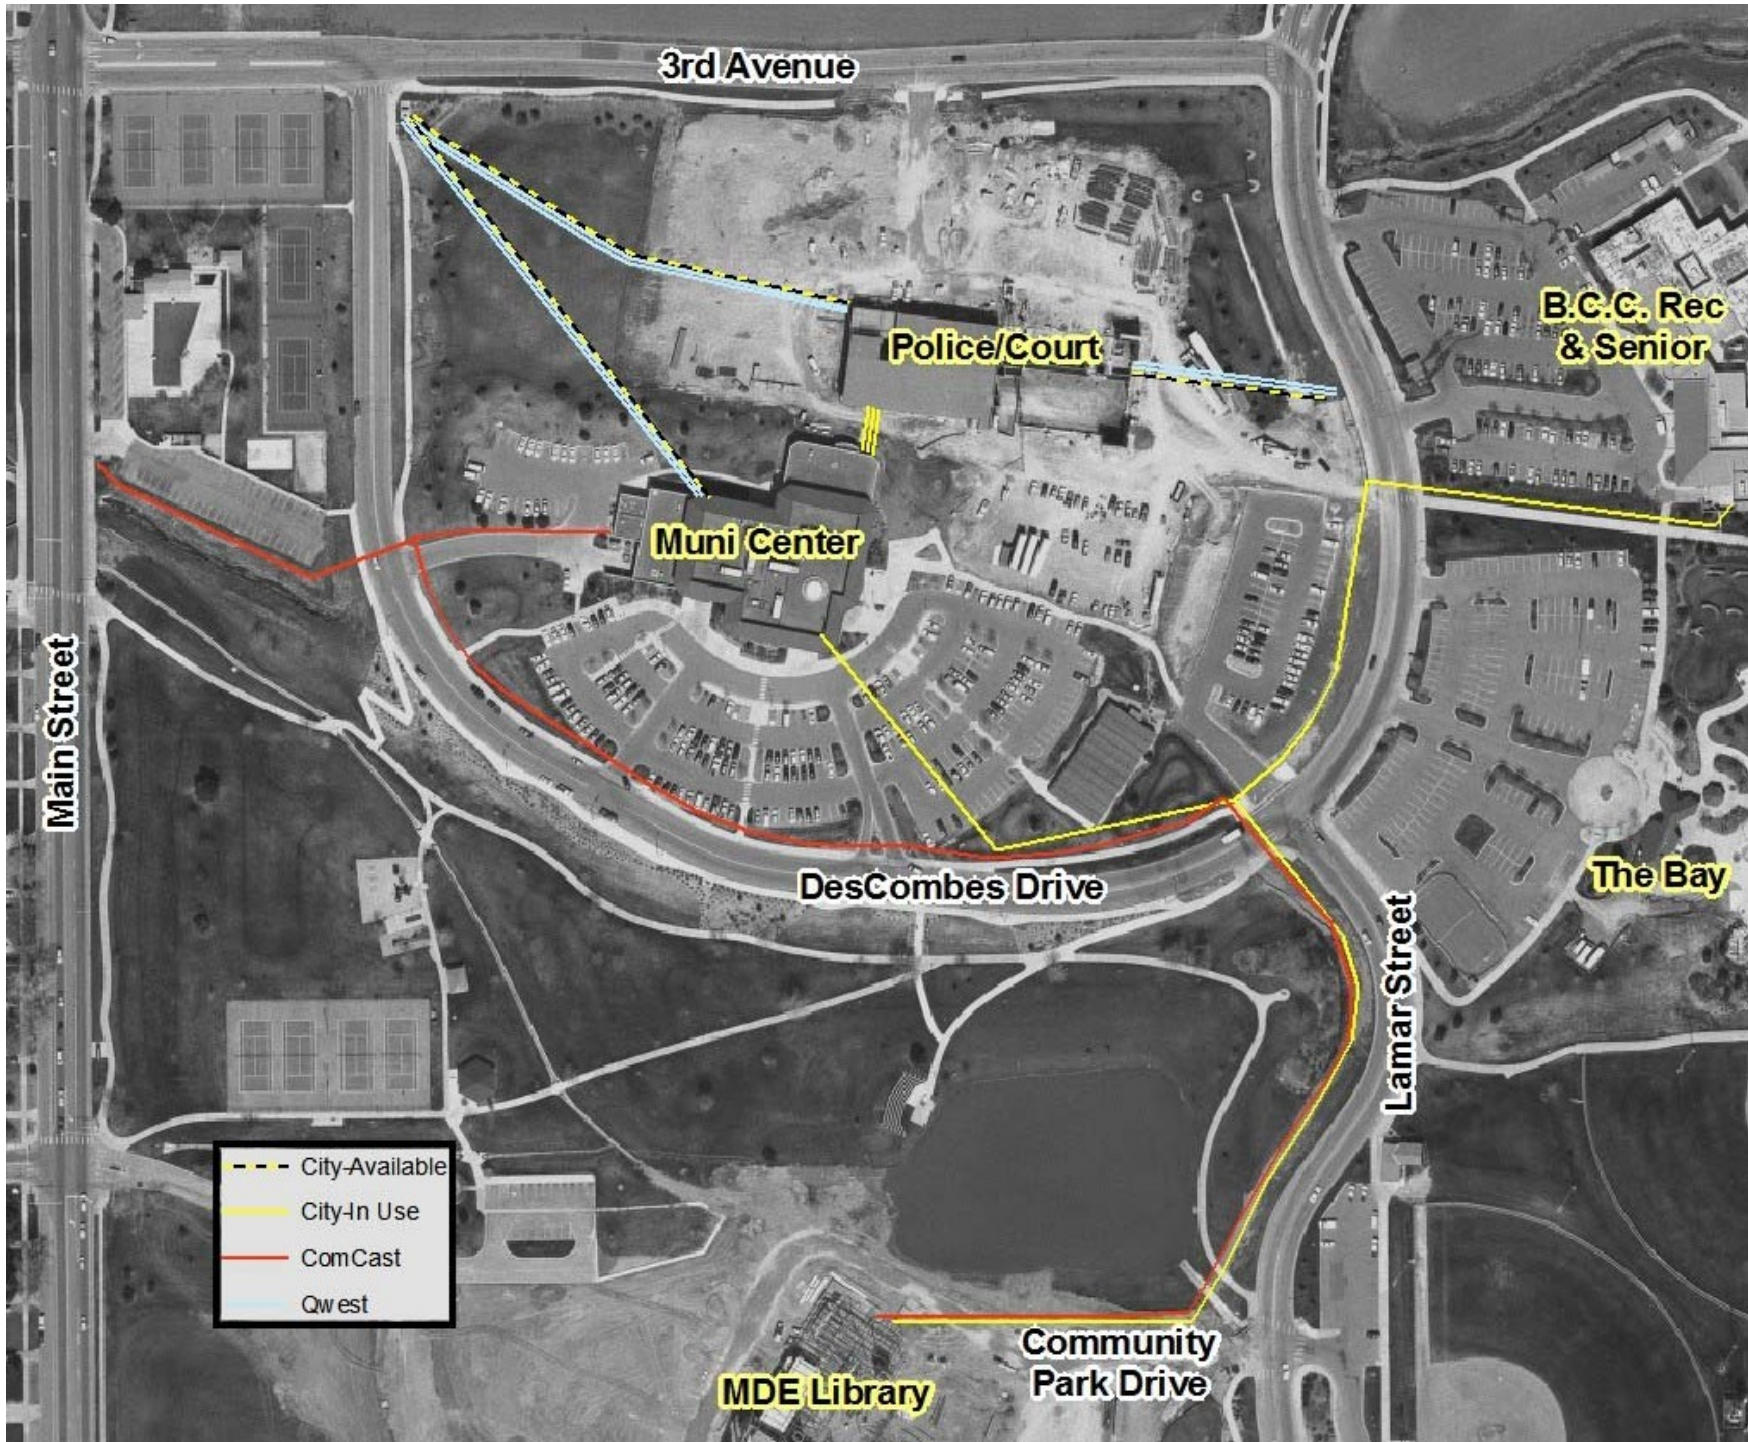 3rd Avenue
B.C.C. Rec
& Senior
Police/Court
Muni Center
Main Street
DesCombes Drive
The Bay
Lamar Street
City-Available
City-In Use
ComCast
Qwest
Community
Park Drive
MDE Library